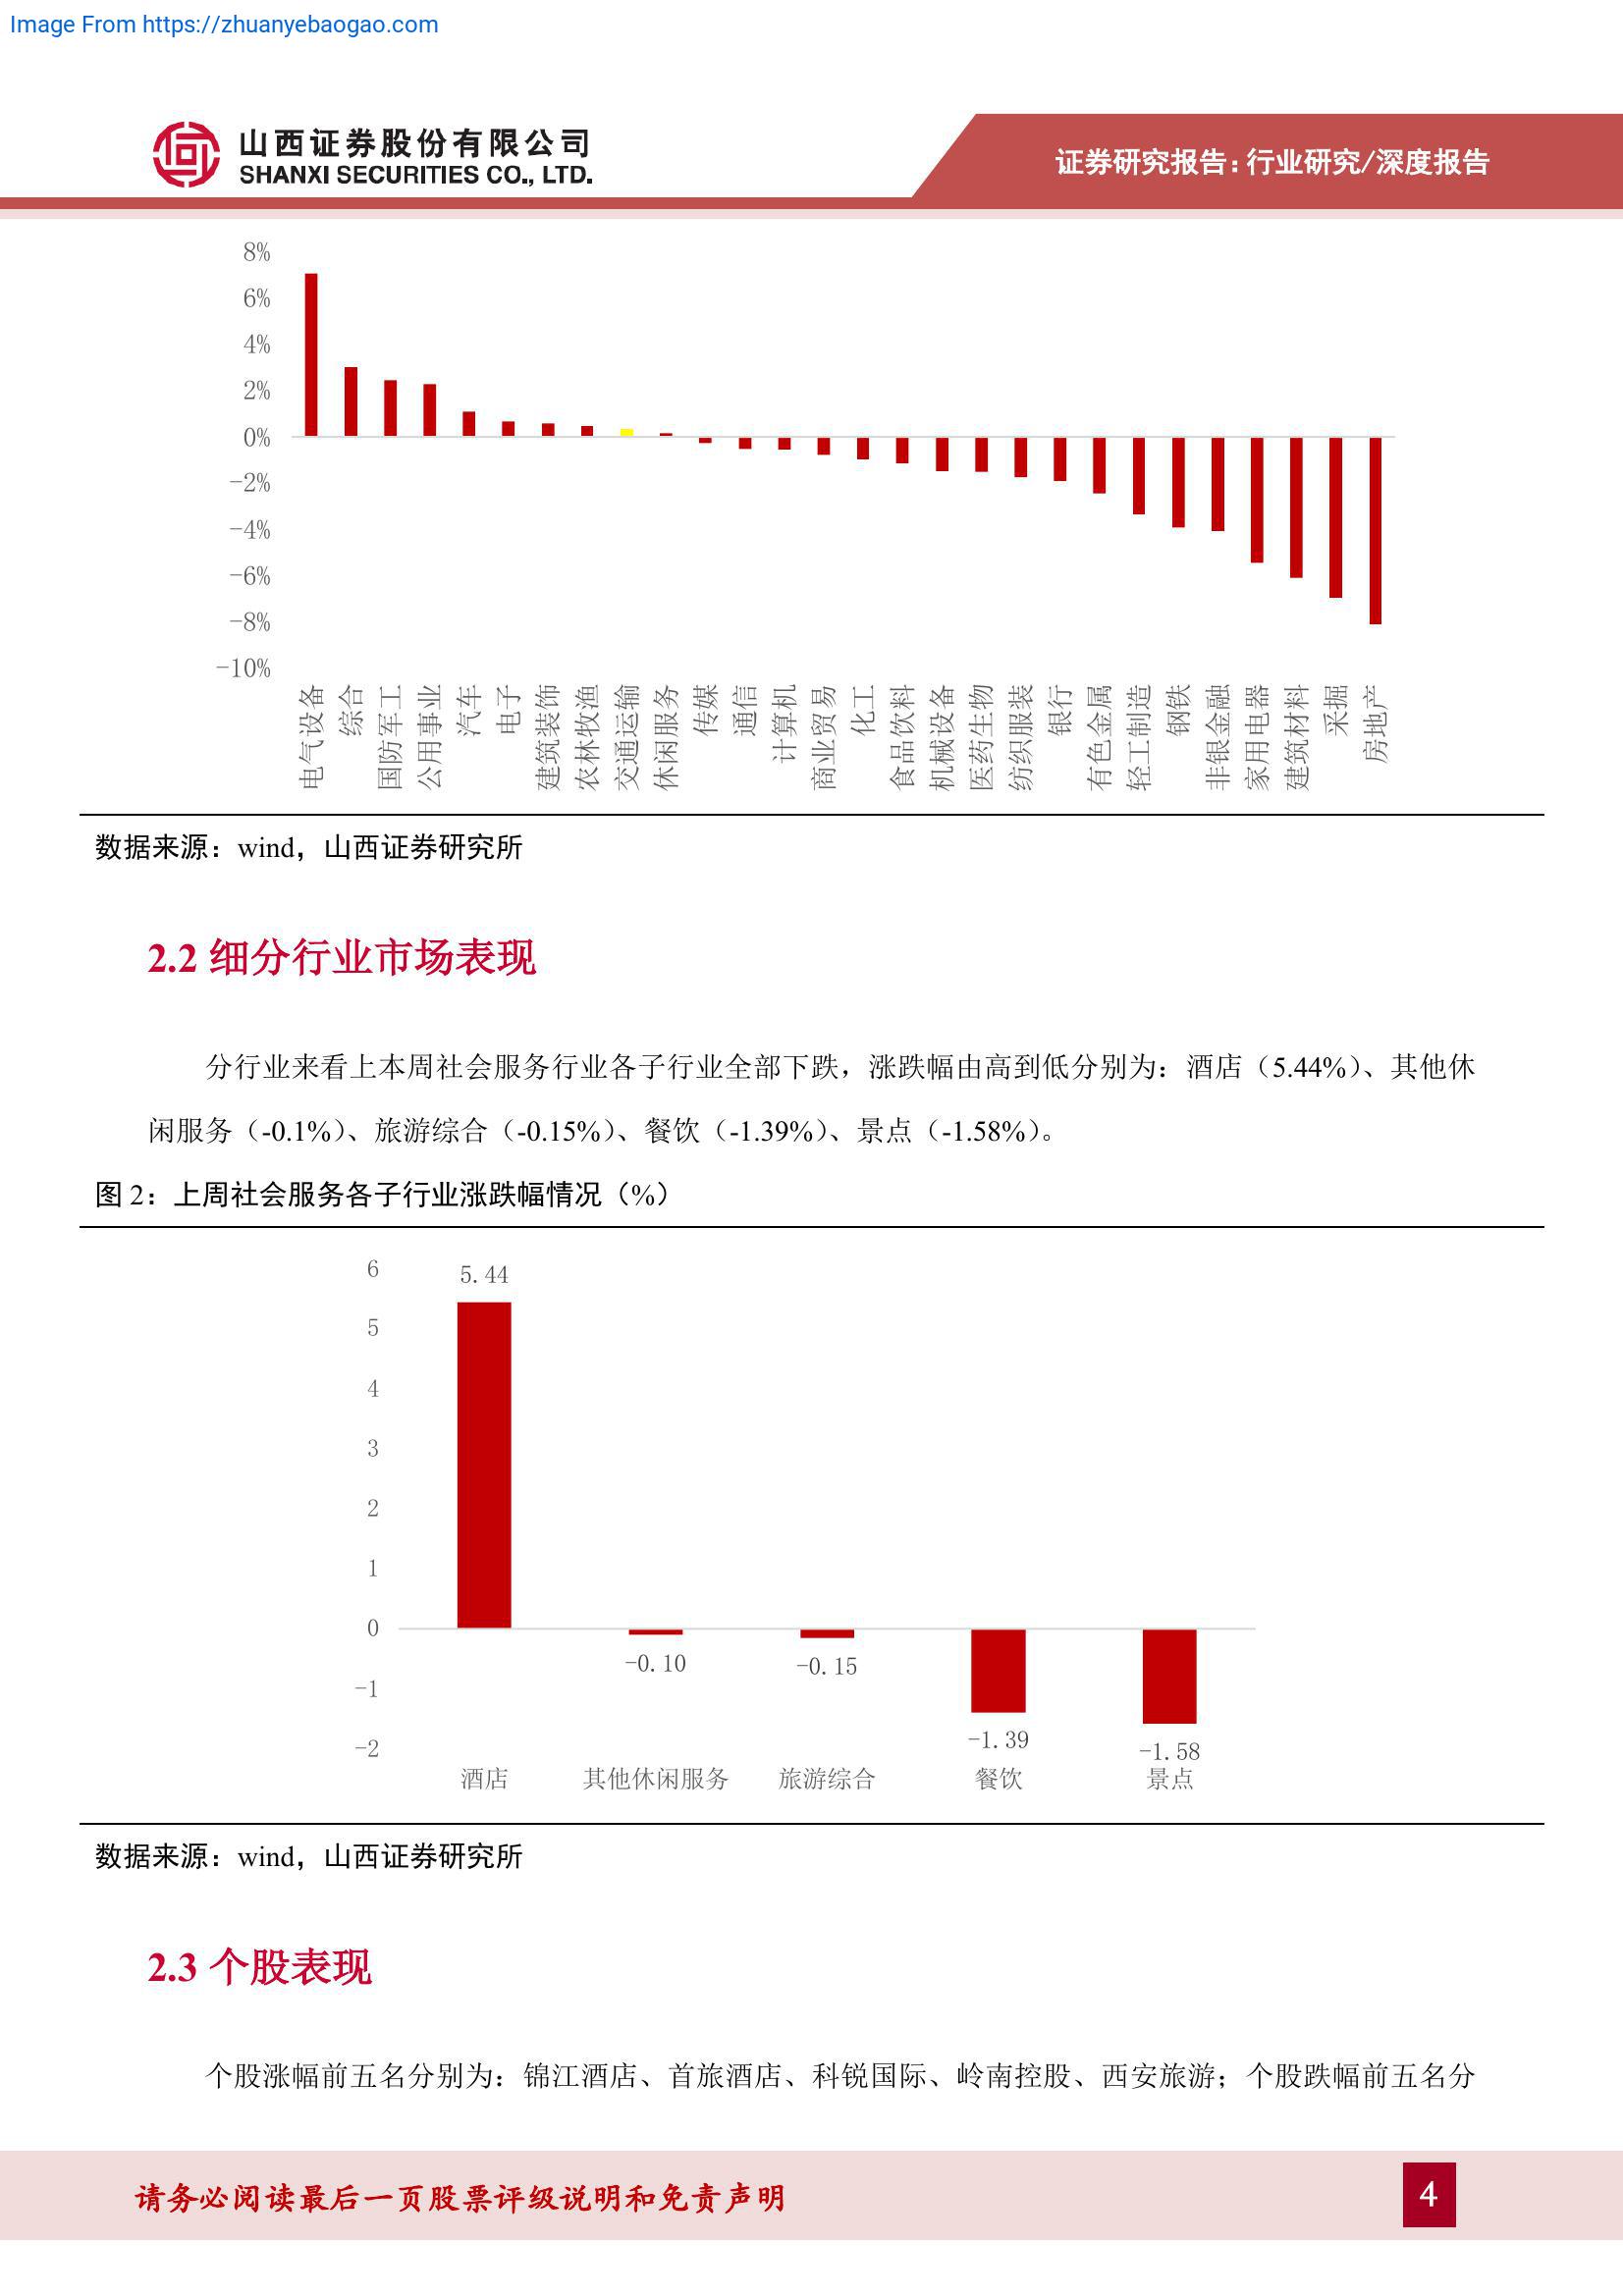 Image From https://zhuanyebaogao.com
山西证券股份有限公司
SHANXI SECURITIES CO., LTD.
证券研究报告：行业研究/深度报告
8%
6%
4%
2%
0%
-2%
-4%
-6%
-8%
-10%
电气设备
综合
国防军工
公用事业
汽车
电子
建筑装饰
农林牧渔
交通运输
休闲服务
传媒
通信
计算机
商业贸易
化工
食品饮料
机械设备
医药生物
纺织服装
银行
有色金属
轻工制造
钢铁
非银金融
家用电器
建筑材料
采掘
房地产
数据来源：wind，山西证券研究所
2.2 细分行业市场表现
分行业来看上本周社会服务行业各子行业全部下跌，涨跌幅由高到低分别为：酒店（5.44%）、其他休
闲服务（-0.1%）、旅游综合（-0.15%）、餐饮（-1.39%）、景点（-1.58%）。
图 2：上周社会服务各子行业涨跌幅情况（%）
6
5
4
3
2
1
0
-1
-2
5.44
-0.10
-0.15
-1.39
-1.58
酒店
其他休闲服务
旅游综合
餐饮
景点
数据来源：wind，山西证券研究所
2.3 个股表现
个股涨幅前五名分别为：锦江酒店、首旅酒店、科锐国际、岭南控股、西安旅游；个股跌幅前五名分
请务必阅读最后一页股票评级说明和免责声明
4